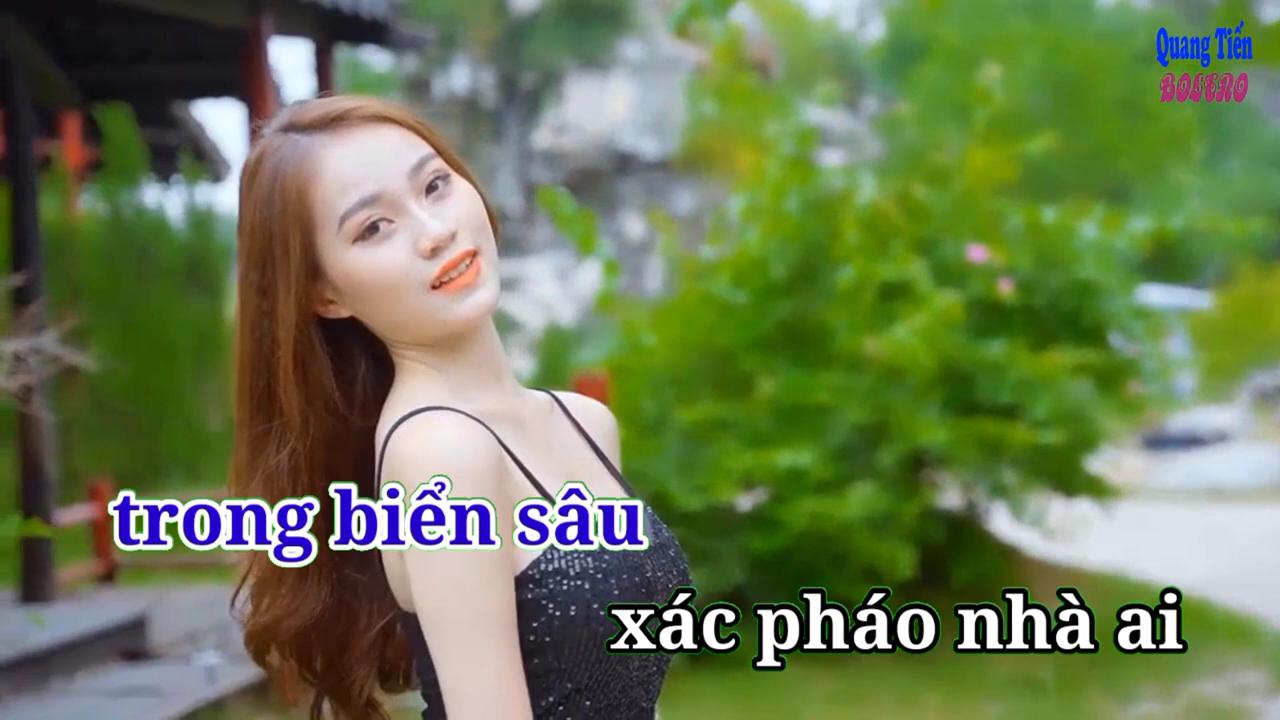 Quang Tiến
BOLERO
trong biển sâu
xác pháo nhà ai